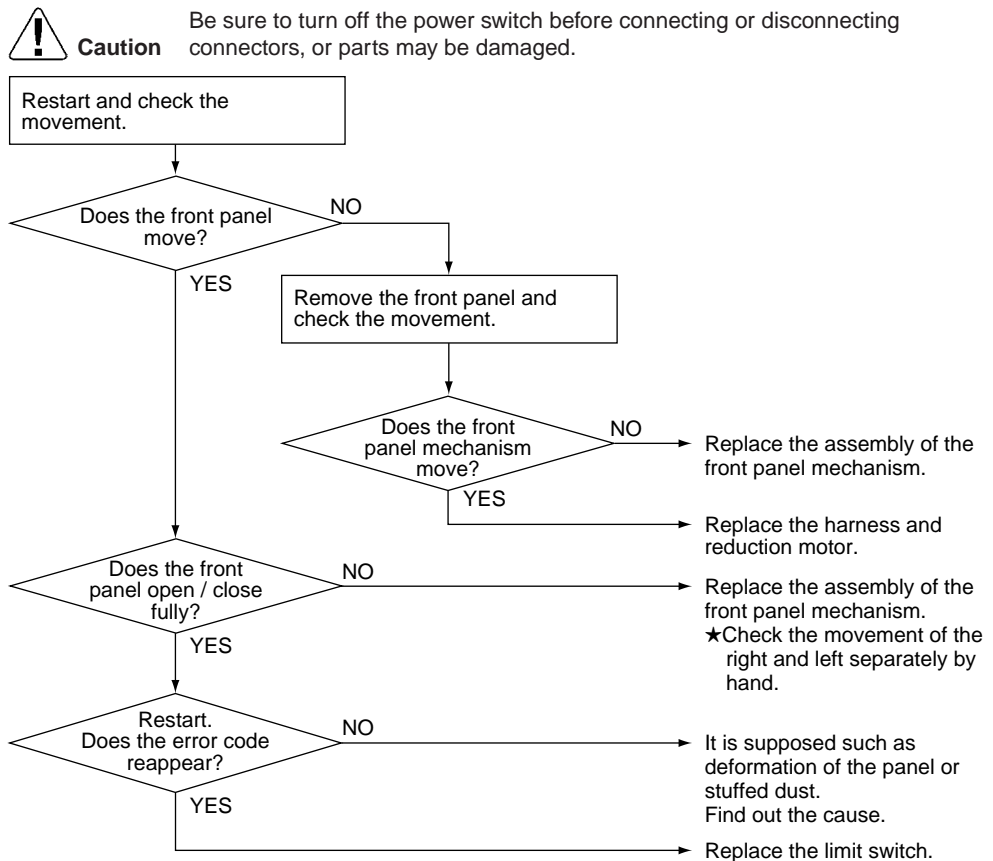 Be sure to turn off the power switch before connecting or disconnecting
Caution connectors, or parts may be damaged.
Restart and check the
movement.
Does the front panel
move?
NO
YES
Remove the front panel and
check the movement.
Does the front
panel mechanism
move?
NO
Replace the assembly of the
front panel mechanism.
YES
Replace the harness and
reduction motor.
Does the front
panel open / close
fully?
NO
Replace the assembly of the
front panel mechanism.
★Check the movement of the
right and left separately by
hand.
YES
Restart.
Does the error code
reappear?
NO
It is supposed such as
deformation of the panel or
stuffed dust.
Find out the cause.
YES
Replace the limit switch.